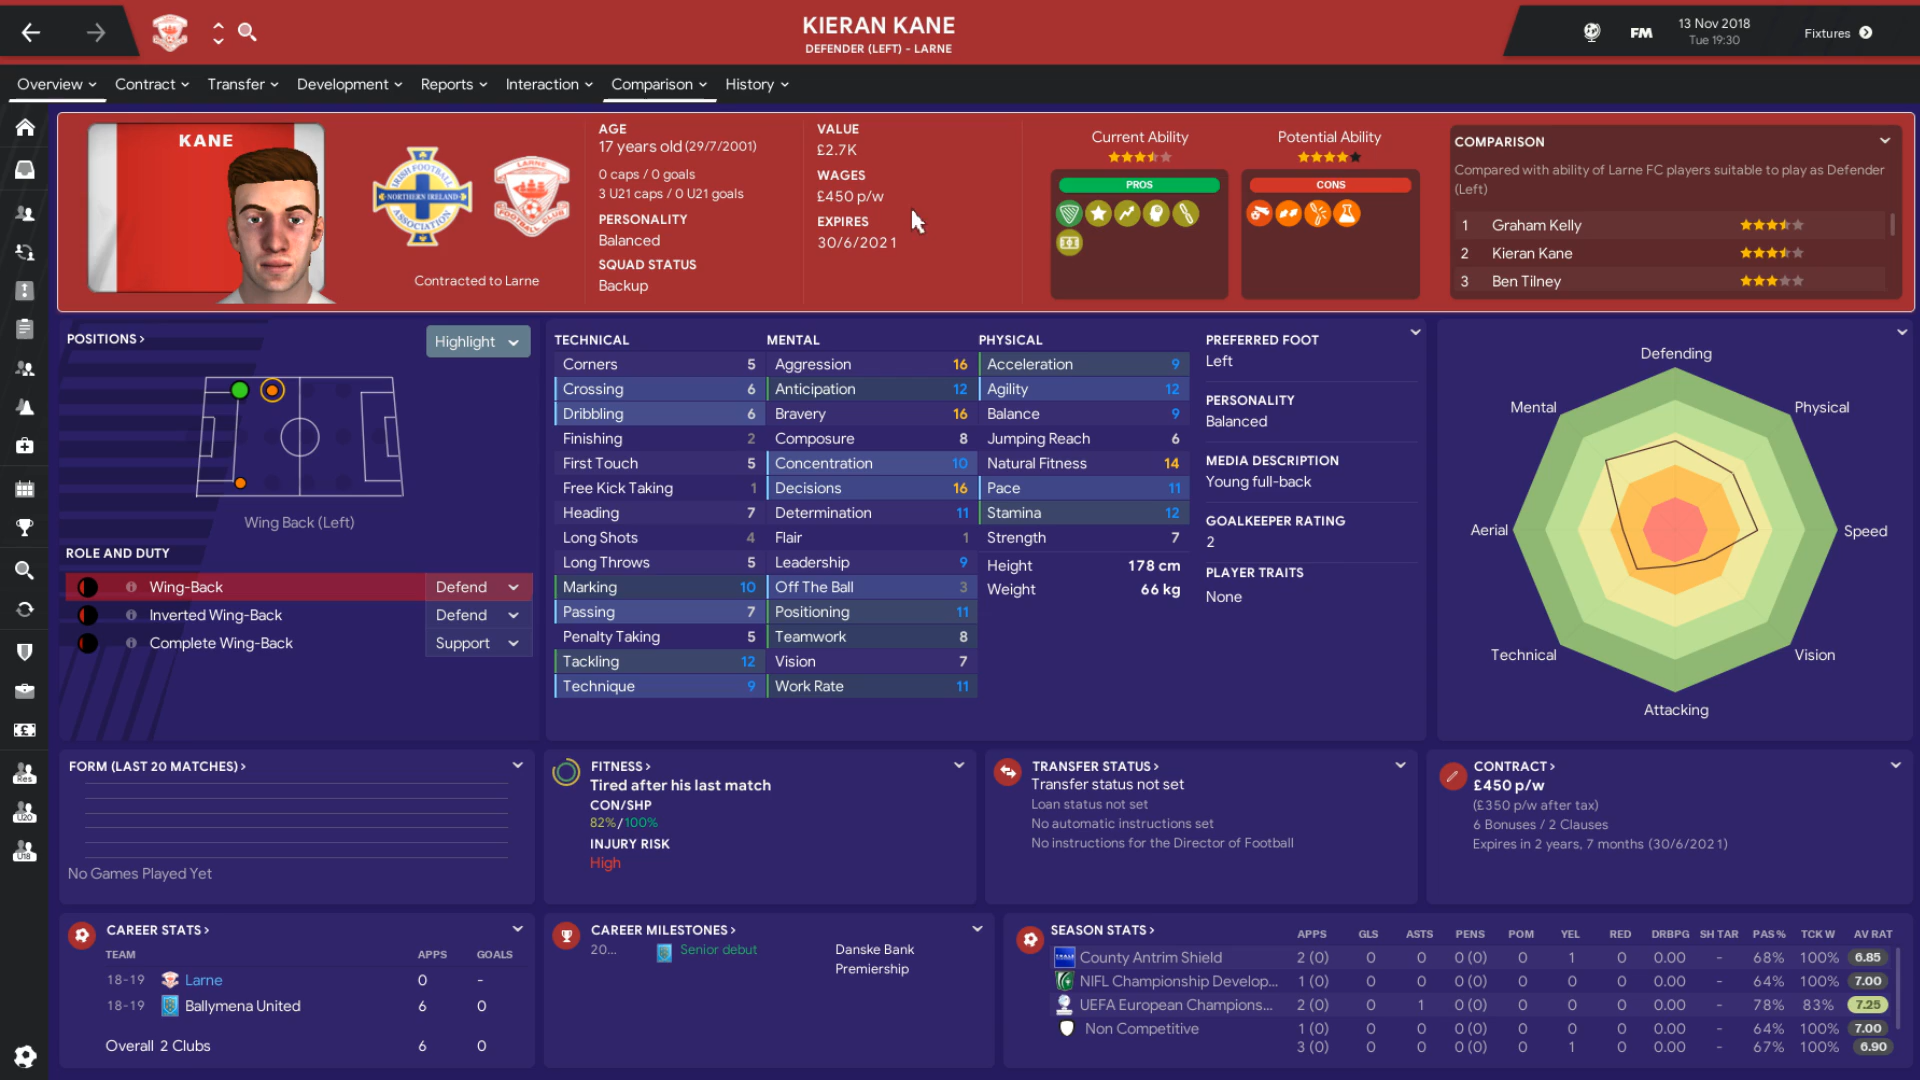 KIERAN KANE
DEFENDER (LEFT) - LARNE
FM
13 Nov 2018
Tue 19:30
Fixtures
Overview
Contract
Transfer
Development
Reports
Interaction
Comparison
History
KANE
NORTHERN IRELAND
Contracted to Larne
AGE
17 years old (29/7/2001)
0 caps / 0 goals
3 U21 caps / 0 U21 goals
PERSONALITY
Balanced
SQUAD STATUS
Backup
VALUE
£2.7K
WAGES
£450 p/w
EXPIRES
30/6/2021
Current Ability
PROS
Potential Ability
CONS
COMPARISON
Compared with ability of Larne FC players suitable to play as Defender
(Left)
1 Graham Kelly
2 Kieran Kane
3 Ben Tilney
POSITIONS >
Highlight
Wing Back (Left)
ROLE AND DUTY
Wing-Back Defend
Inverted Wing-Back Defend
Complete Wing-Back Support
TECHNICAL
Corners 5
Crossing 6
Dribbling 6
Finishing 2
First Touch 5
Free Kick Taking 1
Heading 7
Long Shots 4
Long Throws 5
Marking 10
Passing 7
Penalty Taking 5
Tackling 12
Technique 9
MENTAL
Aggression 16
Anticipation 12
Bravery 16
Composure 8
Concentration 10
Decisions 16
Determination 11
Flair 1
Leadership 9
Off The Ball 3
Positioning 11
Teamwork 8
Vision 7
Work Rate 11
PHYSICAL
Acceleration 9
Agility 12
Balance 9
Jumping Reach 6
Natural Fitness 14
Pace 11
Stamina 12
Strength 7
Height 178 cm
Weight 66 kg
PREFERRED FOOT
Left
PERSONALITY
Balanced
MEDIA DESCRIPTION
Young full-back
GOALKEEPER RATING
2
PLAYER TRAITS
None
Defending
Physical
Speed
Vision
Attacking
Technical
Aerial
Mental
FORM (LAST 20 MATCHES) >
No Games Played Yet
FITNESS >
Tired after his last match
CON/SHP
82%/100%
INJURY RISK
High
TRANSFER STATUS >
Transfer status not set
Loan status not set
No automatic instructions set
No instructions for the Director of Football
CONTRACT >
£450 p/w
(£350 p/w after tax)
6 Bonuses / 2 Clauses
Expires in 2 years, 7 months (30/6/2021)
Res
U20
U18
CAREER STATS >
TEAM APPS GOALS
18-19 Larne 0 -
18-19 Ballymena United 6 0
Overall 2 Clubs 6 0
CAREER MILESTONES >
20... Senior debut Danske Bank
Premiership
SEASON STATS > APPS GLS ASTS PENS POM YEL RED DRBPG SH TAR PAS% TCK W AV RAT
County Antrim Shield 2 (0) 0 0 0 (0) 0 1 0 0.00 - 68% 100% 6.85
NIFL Championship Develop... 1 (0) 0 0 0 (0) 0 0 0 0.00 - 64% 100% 7.00
UEFA European Champions... 2 (0) 0 1 0 (0) 0 0 0 0.00 - 78% 83% 7.25
Non Competitive 1 (0) 0 0 0 (0) 0 0 0 0.00 - 64% 100% 7.00
3 (0) 0 0 0 (0) 0 1 0 0.00 - 67% 100% 6.90